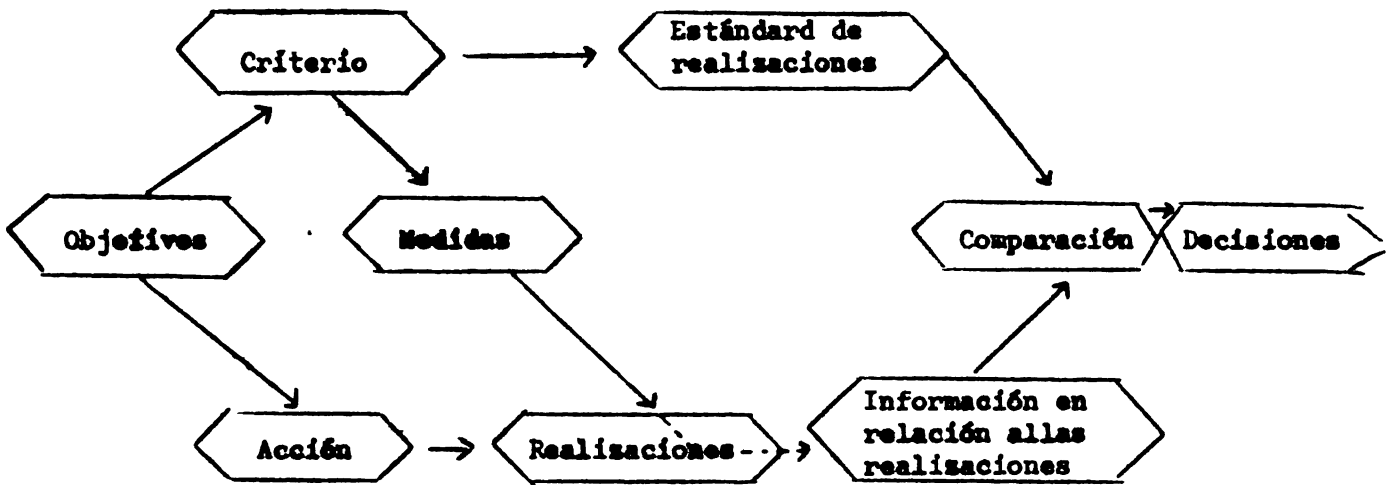 Estándard de
realizaciones
Criterio
Objetivos
Medidas
Comparación
Decisiones
Acción
Realizaciones
Información en
relación allas
realizaciones